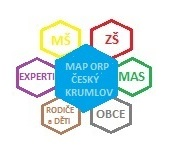 MŠ
ZŠ
EXPERTI
MAP ORP
ČESKÝ
KRUMLOV
MAS
RODIČE
a DĚTI
OBCE